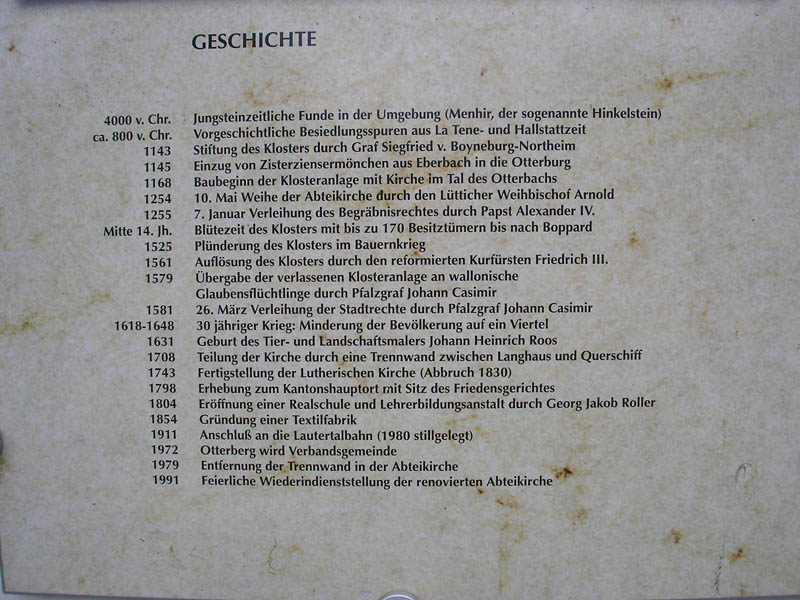 GESCHICHTE
4000 v. Chr. Jungsteinzeitliche Funde in der Umgebung (Menhir, der sogenannte Hinkelstein)
ca. 800 v. Chr. Vorgeschichtliche Besiedlungsspuren aus La Tene- und Hallstattzeit
1143 Stiftung des Klosters durch Graf Siegfried v. Boyneburg-Northeim
1145 Einzug von Zisterziensermönchen aus Eberbach in die Otterburg
1168 Baubeginn der Klosteranlage mit Kirche im Tal des Otterbachs
1254 10. Mai Weihe der Abteikirche durch den Lütticher Weihbischof Arnold
1255 7. Januar Verleihung des Begräbnisrechtes durch Papst Alexander IV.
Mitte 14. Jh. Blütezeit des Klosters mit bis zu 170 Besitztümern bis nach Boppard
1525 Plünderung des Klosters im Bauernkrieg
1561 Auflösung des Klosters durch den reformierten Kurfürsten Friedrich III.
1579 Übergabe der verlassenen Klosteranlage an wallonische
Glaubensflüchtlinge durch Pfalzgraf Johann Casimir
1581 26. März Verleihung der Stadtrechte durch Pfalzgraf Johann Casimir
1618-1648 30 jähriger Krieg: Minderung der Bevölkerung auf ein Viertel
1631 Geburt des Tier- und Landschaftsmalers Johann Heinrich Roos
1708 Teilung der Kirche durch eine Trennwand zwischen Langhaus und Querschiff
1743 Fertigstellung der Lutherischen Kirche (Abbruch 1830)
1798 Erhebung zum Kantonshauptort mit Sitz des Friedensgerichtes
1804 Eröffnung einer Realschule und Lehrerbildungsanstalt durch Georg Jakob Roller
1854 Gründung einer Textilfabrik
1911 Anschluß an die Lautertalbahn (1980 stillgelegt)
1972 Otterberg wird Verbandsgemeinde
1979 Entfernung der Trennwand in der Abteikirche
1991 Feierliche Wiederindienststellung der renovierten Abteikirche